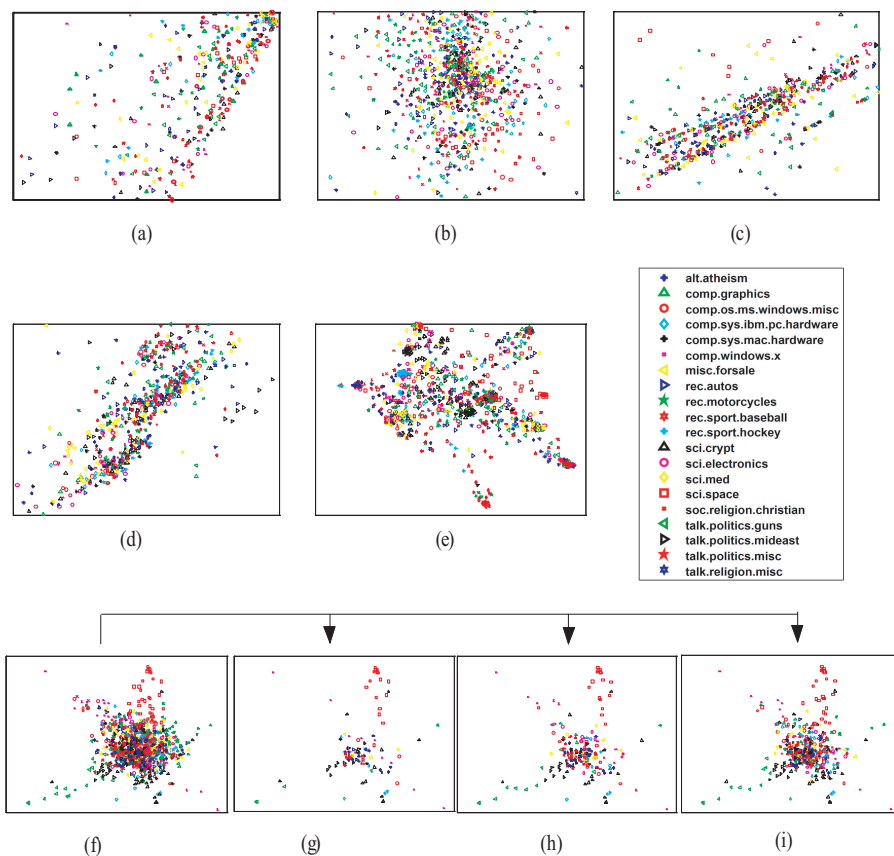 (a)
(b)
(c)
alt.atheism
comp.graphics
comp.os.ms.windows.misc
comp.sys.ibm.pc.hardware
comp.sys.mac.hardware
comp.windows.x
misc.forsale
rec.autos
rec.motorcycles
rec.sport.baseball
rec.sport.hockey
sci.crypt
sci.electronics
sci.med
sci.space
soc.religion.christian
talk.politics.guns
talk.politics.mideast
talk.politics.misc
talk.religion.misc
(d)
(e)
(f)
(g)
(h)
(i)